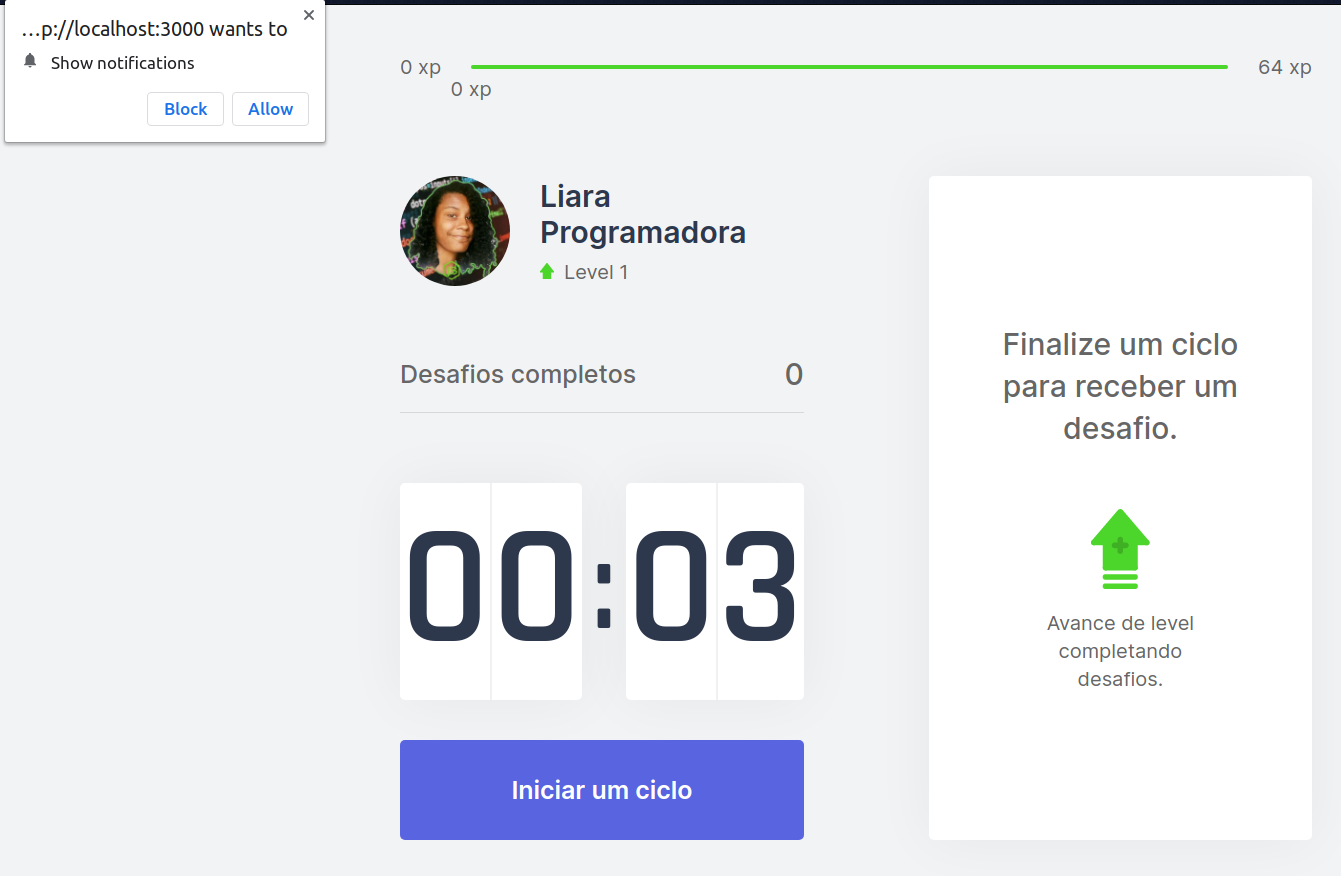 ...p://localhost:3000 wants to
Show notifications
Block
Allow
0 xp
64 xp
0 xp
Liara
Programadora
Level 1
Desafios completos
0
00:03
Iniciar um ciclo
Finalize um ciclo
para receber um
desafio.
Avance de level
completando
desafios.